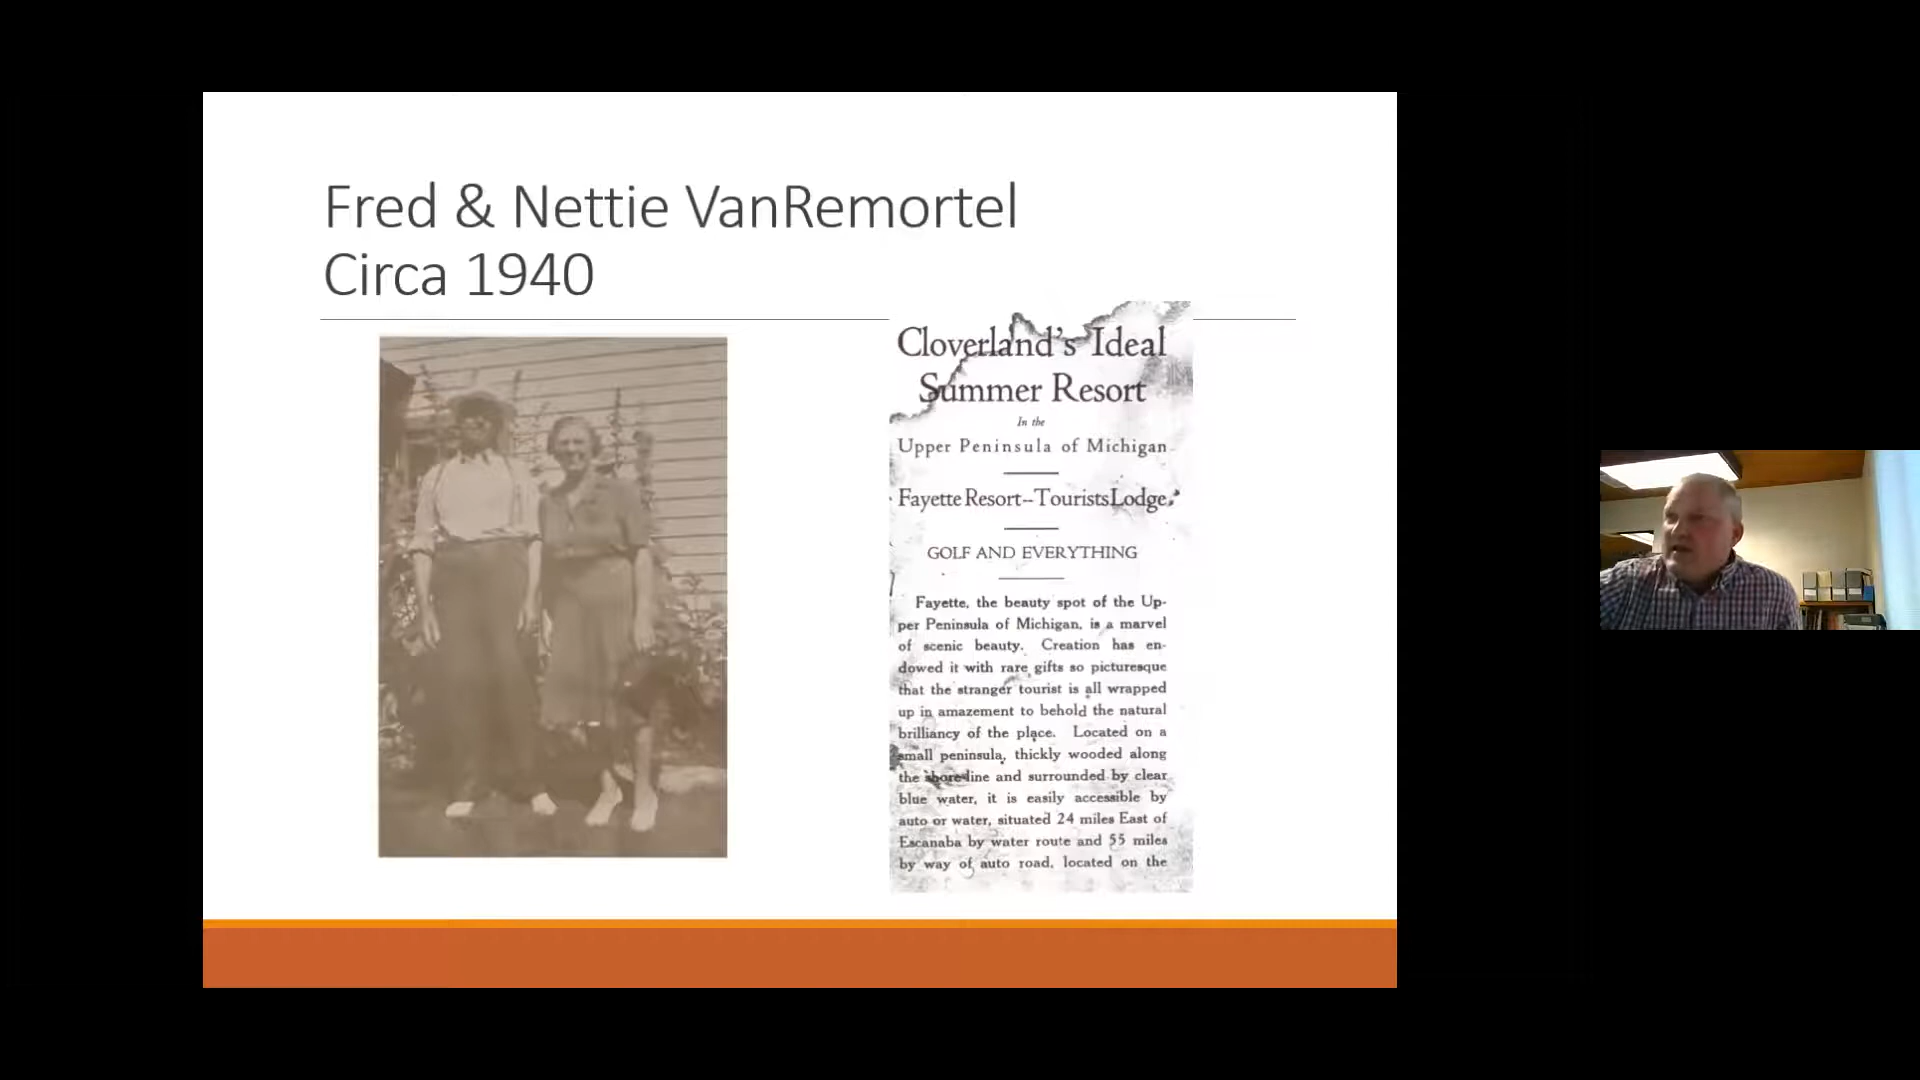 Fred & Nettie VanRemortel
Circa 1940
Cloverland's Ideal
Summer Resort
In the
Upper Peninsula of Michigan
Fayette Resort--Tourists Lodge
GOLF AND EVERYTHING
Fayette, the beauty spot of the Up-
per Peninsula of Michigan, is a marvel
of scenic beauty. Creation has en-
dowed it with rare gifts so picturesque
that the stranger tourist is all wrapped
up in amazement to behold the natural
brilliancy of the place. Located on a
small peninsula, thickly wooded along
the shore-line and surrounded by clear
blue water, it is easily accessible by
auto or water, situated 24 miles East of
Escanaba by water route and 55 miles
by way of auto road, located on the